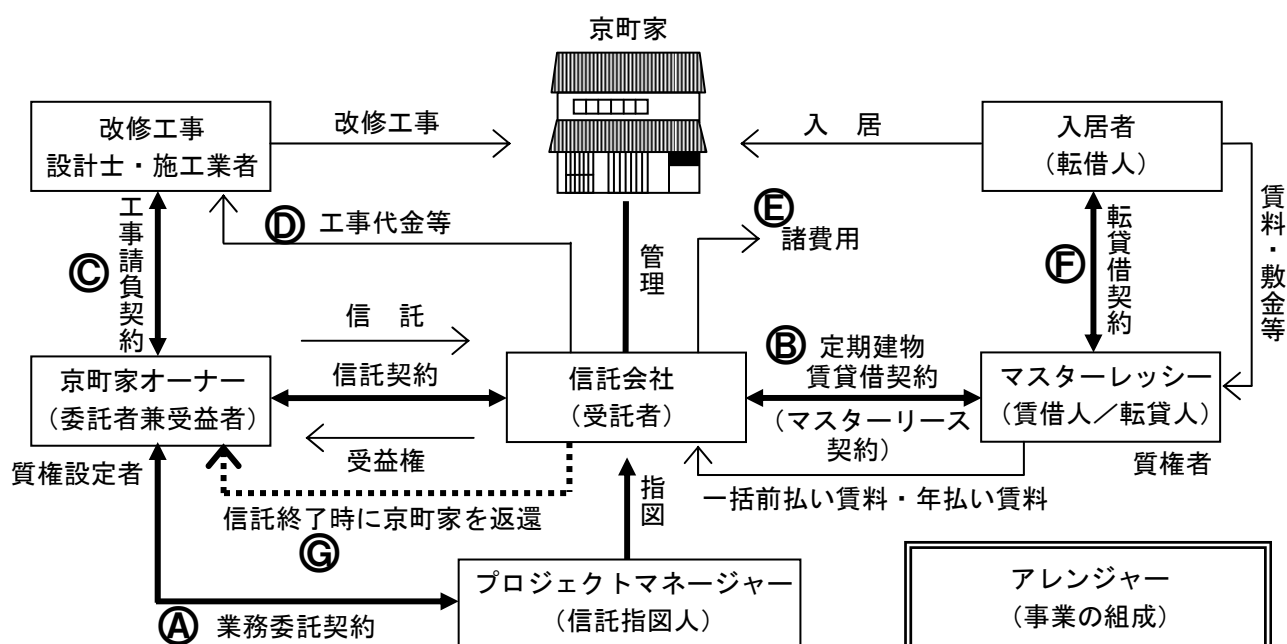 京町家
改修工事
設計士・施工業者
改修工事
入　居
入居者
（転借人）
Ⓓ 工事代金等
Ⓔ
諸費用
管理
Ⓒ
工事請負契約
Ⓕ
転貸借契約
賃料・敷金等
信　託
京町家オーナー
（委託者兼受益者）
信託契約
信託会社
（受託者）
Ⓑ 定期建物
賃貸借契約
（マスターリース
契約）
マスターレッシー
（賃借人／転貸人）
受益権
質権設定者
質権者
一括前払い賃料・年払い賃料
信託終了時に京町家を返還
Ⓖ
指図
プロジェクトマネージャー
（信託指図人）
Ⓐ 業務委託契約
アレンジャー
（事業の組成）